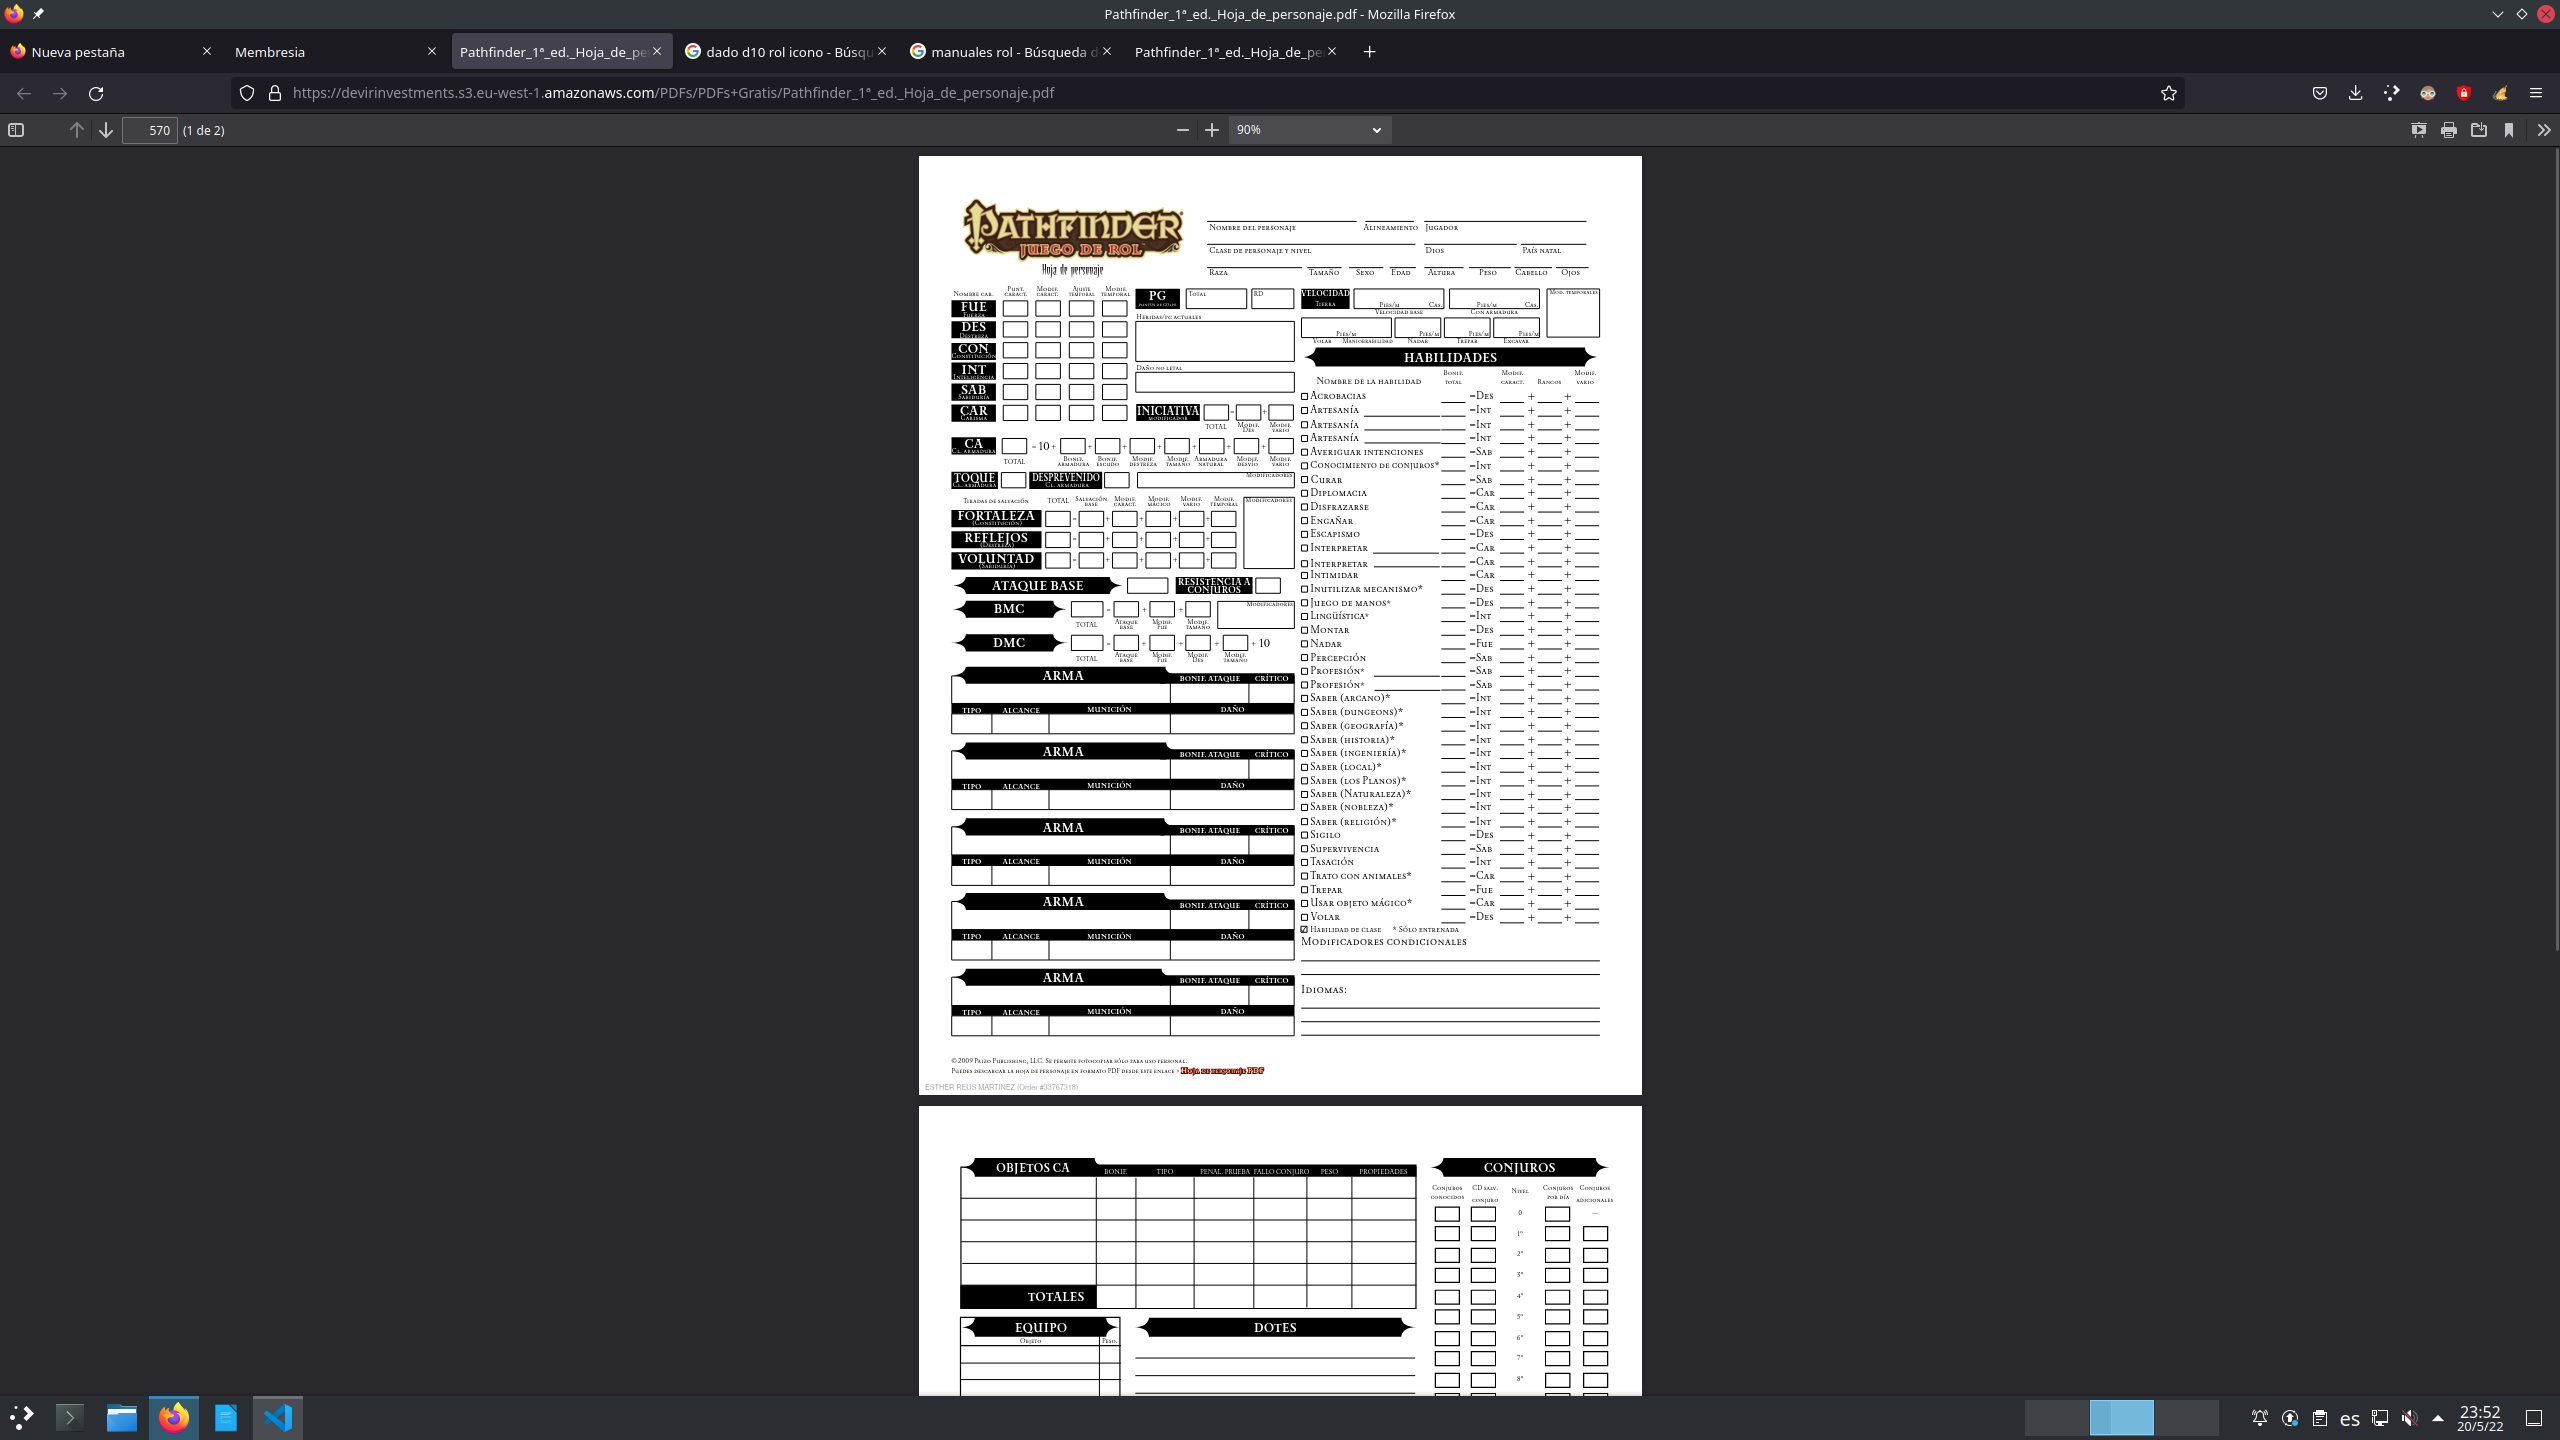 Pathfinder_1ª_ed._Hoja_de_personaje.pdf - Mozilla Firefox
Nueva pestaña
Membresia
Pathfinder_1ª_ed._Hoja_de_pe
dado d10 rol icono - Búsqu
manuales rol - Búsqueda d
Pathfinder_1ª_ed._Hoja_de_pe
https://devirinvestments.s3.eu-west-1.amazonaws.com/PDFs/PDFs+Gratis/Pathfinder_1ª_ed._Hoja_de_personaje.pdf
570 (1 de 2)
90%
PATHFINDER
JUEGO DE ROL
Hoja de personaje
Nombre del personaje Alineamiento Jugador
Clase de personaje y nivel Dios País natal
Raza Tamaño Sexo Edad Altura Peso Cabello Ojos
Nombre car. Punt. caract. Modif. caract. Ajuste temporal Modif. temporal
FUE
Fuerza
DES
Destreza
CON
Constitución
INT
Inteligencia
SAB
Sabiduría
CAR
Carisma
PG
Total
RD
Heridas/PG actuales
Daño no letal
INICIATIVA
modificador
= +
TOTAL Modif. Des Modif. vario
VELOCIDAD
Tierra
Pies/m Cas. Pies/m Cas.
Velocidad base Con armadura
Mod. temporales
Pies/m Pies/m Pies/m Pies/m
Volar Maniobrabilidad Nadar Trepar Excavar
CA
Cl. armadura
= 10 + + + + + + +
TOTAL Bonif. armadura Bonif. escudo Modif. destreza Modif. tamaño Armadura natural Modif. desvío Modif. vario
TOQUE
Cl. armadura
DESPREVENIDO
Cl. armadura
Modificadores
Tiradas de salvación TOTAL Salvación base Modif. caract. Modif. mágico Modif. vario Modif. temporal Modificadores
FORTALEZA
(Constitución)
= + + + +
REFLEJOS
(Destreza)
= + + + +
VOLUNTAD
(Sabiduría)
= + + + +
ATAQUE BASE
RESISTENCIA A CONJUROS
BMC
= + +
Modificadores
TOTAL Ataque base Modif. Fue Modif. tamaño
DMC
= + + + + 10
TOTAL Ataque base Modif. Fue Modif. Des Modif. tamaño
ARMA BONIF. ATAQUE CRÍTICO
TIPO ALCANCE MUNICIÓN DAÑO
ARMA BONIF. ATAQUE CRÍTICO
TIPO ALCANCE MUNICIÓN DAÑO
ARMA BONIF. ATAQUE CRÍTICO
TIPO ALCANCE MUNICIÓN DAÑO
ARMA BONIF. ATAQUE CRÍTICO
TIPO ALCANCE MUNICIÓN DAÑO
ARMA BONIF. ATAQUE CRÍTICO
TIPO ALCANCE MUNICIÓN DAÑO
HABILIDADES
Nombre de la habilidad Bonif. total Modif. caract. Rangos Modif. vario
Acrobacias =Des + +
Artesanía =Int + +
Artesanía =Int + +
Artesanía =Int + +
Averiguar intenciones =Sab + +
Conocimiento de conjuros* =Int + +
Curar =Sab + +
Diplomacia =Car + +
Disfrazarse =Car + +
Engañar =Car + +
Escapismo =Des + +
Interpretar =Car + +
Interpretar =Car + +
Intimidar =Car + +
Inutilizar mecanismo* =Des + +
Juego de manos* =Des + +
Lingüística* =Int + +
Montar =Des + +
Nadar =Fue + +
Percepción =Sab + +
Profesión* =Sab + +
Profesión* =Sab + +
Saber (arcano)* =Int + +
Saber (dungeons)* =Int + +
Saber (geografía)* =Int + +
Saber (historia)* =Int + +
Saber (ingeniería)* =Int + +
Saber (local)* =Int + +
Saber (los Planos)* =Int + +
Saber (Naturaleza)* =Int + +
Saber (nobleza)* =Int + +
Saber (religión)* =Int + +
Sigilo =Des + +
Supervivencia =Sab + +
Tasación =Int + +
Trato con animales* =Car + +
Trepar =Fue + +
Usar objeto mágico* =Car + +
Volar =Des + +
Habilidad de clase * Sólo entrenada
Modificadores condicionales
Idiomas:
© 2009 Paizo Publishing, LLC. Se permite fotocopiar sólo para uso personal.
Puedes descargar la hoja de personaje en formato PDF desde este enlace > Hoja de personaje PDF
ESTHER REUS MARTINEZ (Order #33767318)
OBJETOS CA BONIF. TIPO PENAL. PRUEBA FALLO CONJURO PESO PROPIEDADES
TOTALES
EQUIPO
Objeto Peso.
DOTES
CONJUROS
Conjuros conocidos CD salv. conjuro Nivel Conjuros por día Conjuros adicionales
0 —
1º
2º
3º
4º
5º
6º
7º
8º
es
23:52
20/5/22